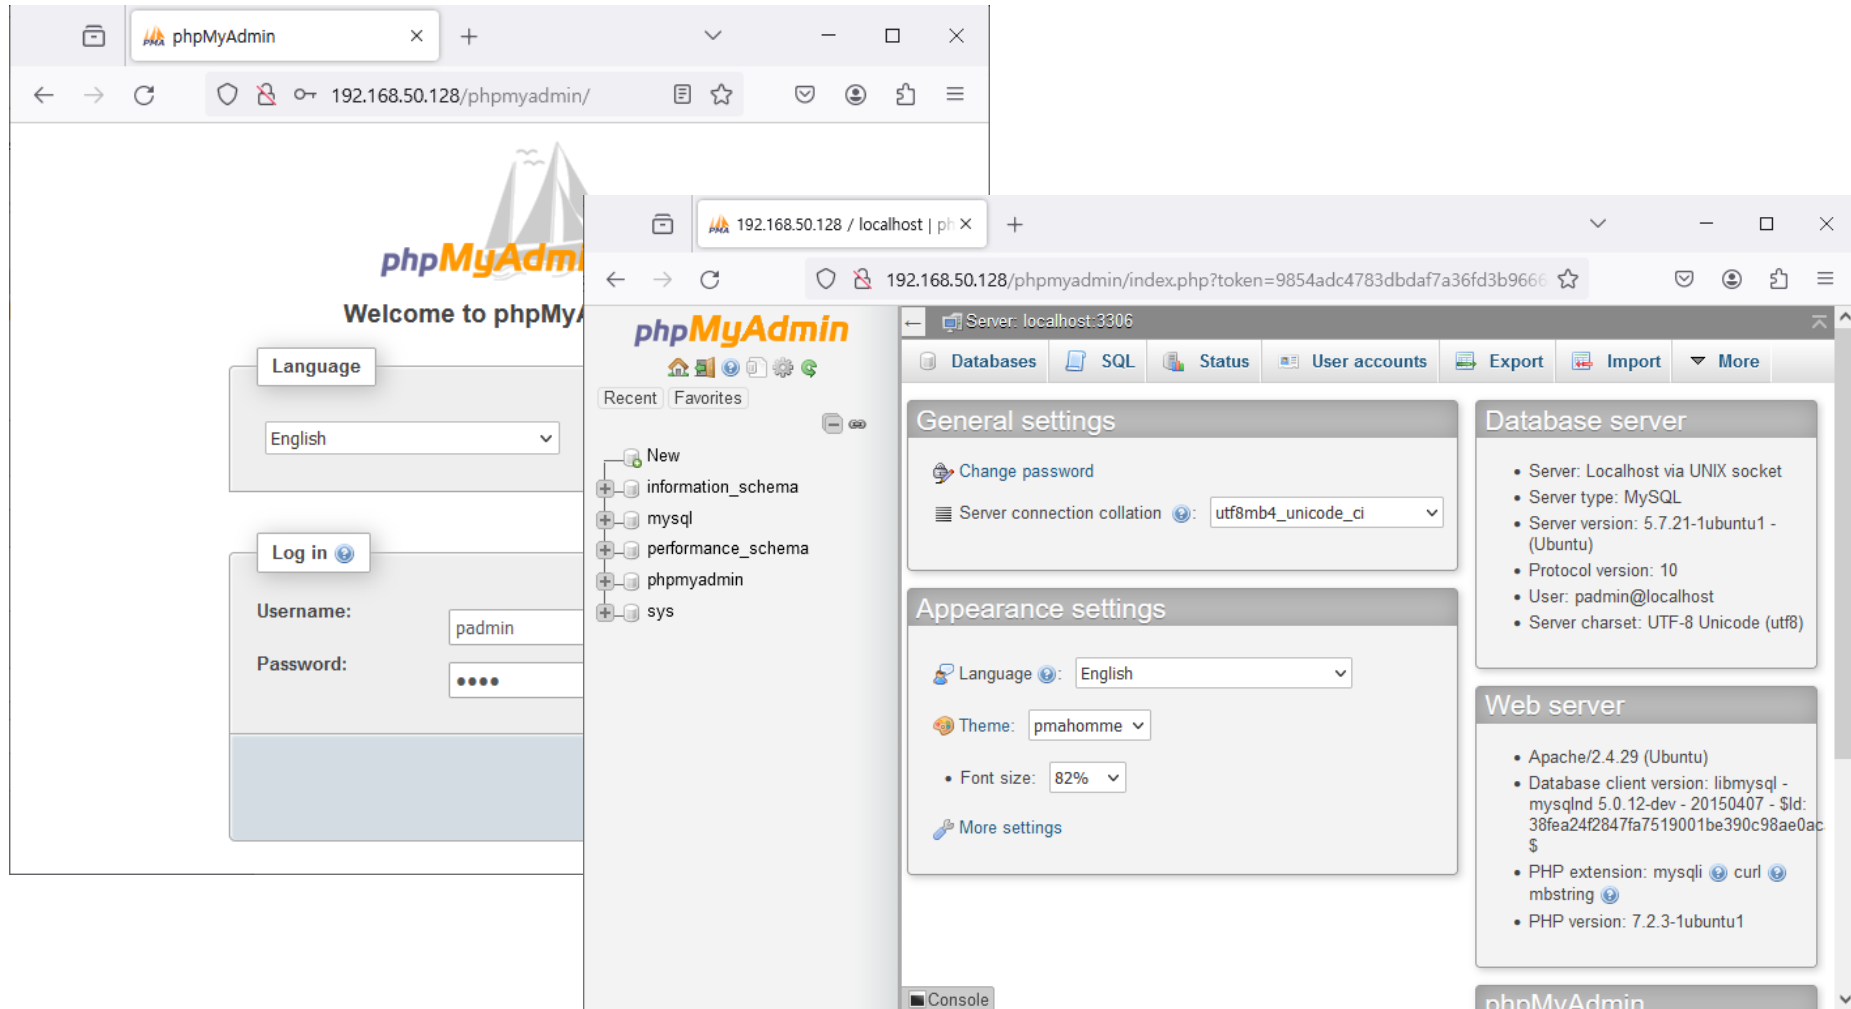 phpMyAdmin
192.168.50.128/phpmyadmin/
PMA
phpMyAdmi
Welcome to phpMyA
Language
English
Log in
Username:
padmin
Password:
192.168.50.128 / localhost | ph
192.168.50.128/phpmyadmin/index.php?token=9854adc4783dbdaf7a36fd3b9666
PMA
phpMyAdmin
Recent
Favorites
New
information_schema
mysql
performance_schema
phpmyadmin
sys
Server: localhost:3306
Databases
SQL
Status
User accounts
Export
Import
More
General settings
Change password
Server connection collation
:
utf8mb4_unicode_ci
Appearance settings
Language
:
English
Theme:
pmahomme
• Font size:
82%
More settings
Database server
• Server: Localhost via UNIX socket
• Server type: MySQL
• Server version: 5.7.21-1ubuntu1 -
(Ubuntu)
• Protocol version: 10
• User: padmin@localhost
• Server charset: UTF-8 Unicode (utf8)
Web server
• Apache/2.4.29 (Ubuntu)
• Database client version: libmysql -
mysqlnd 5.0.12-dev - 20150407 - $Id:
38fea24f2847fa7519001be390c98ae0ac
$
• PHP extension: mysqli curl
mbstring
• PHP version: 7.2.3-1ubuntu1
phpMyAdmin
Console